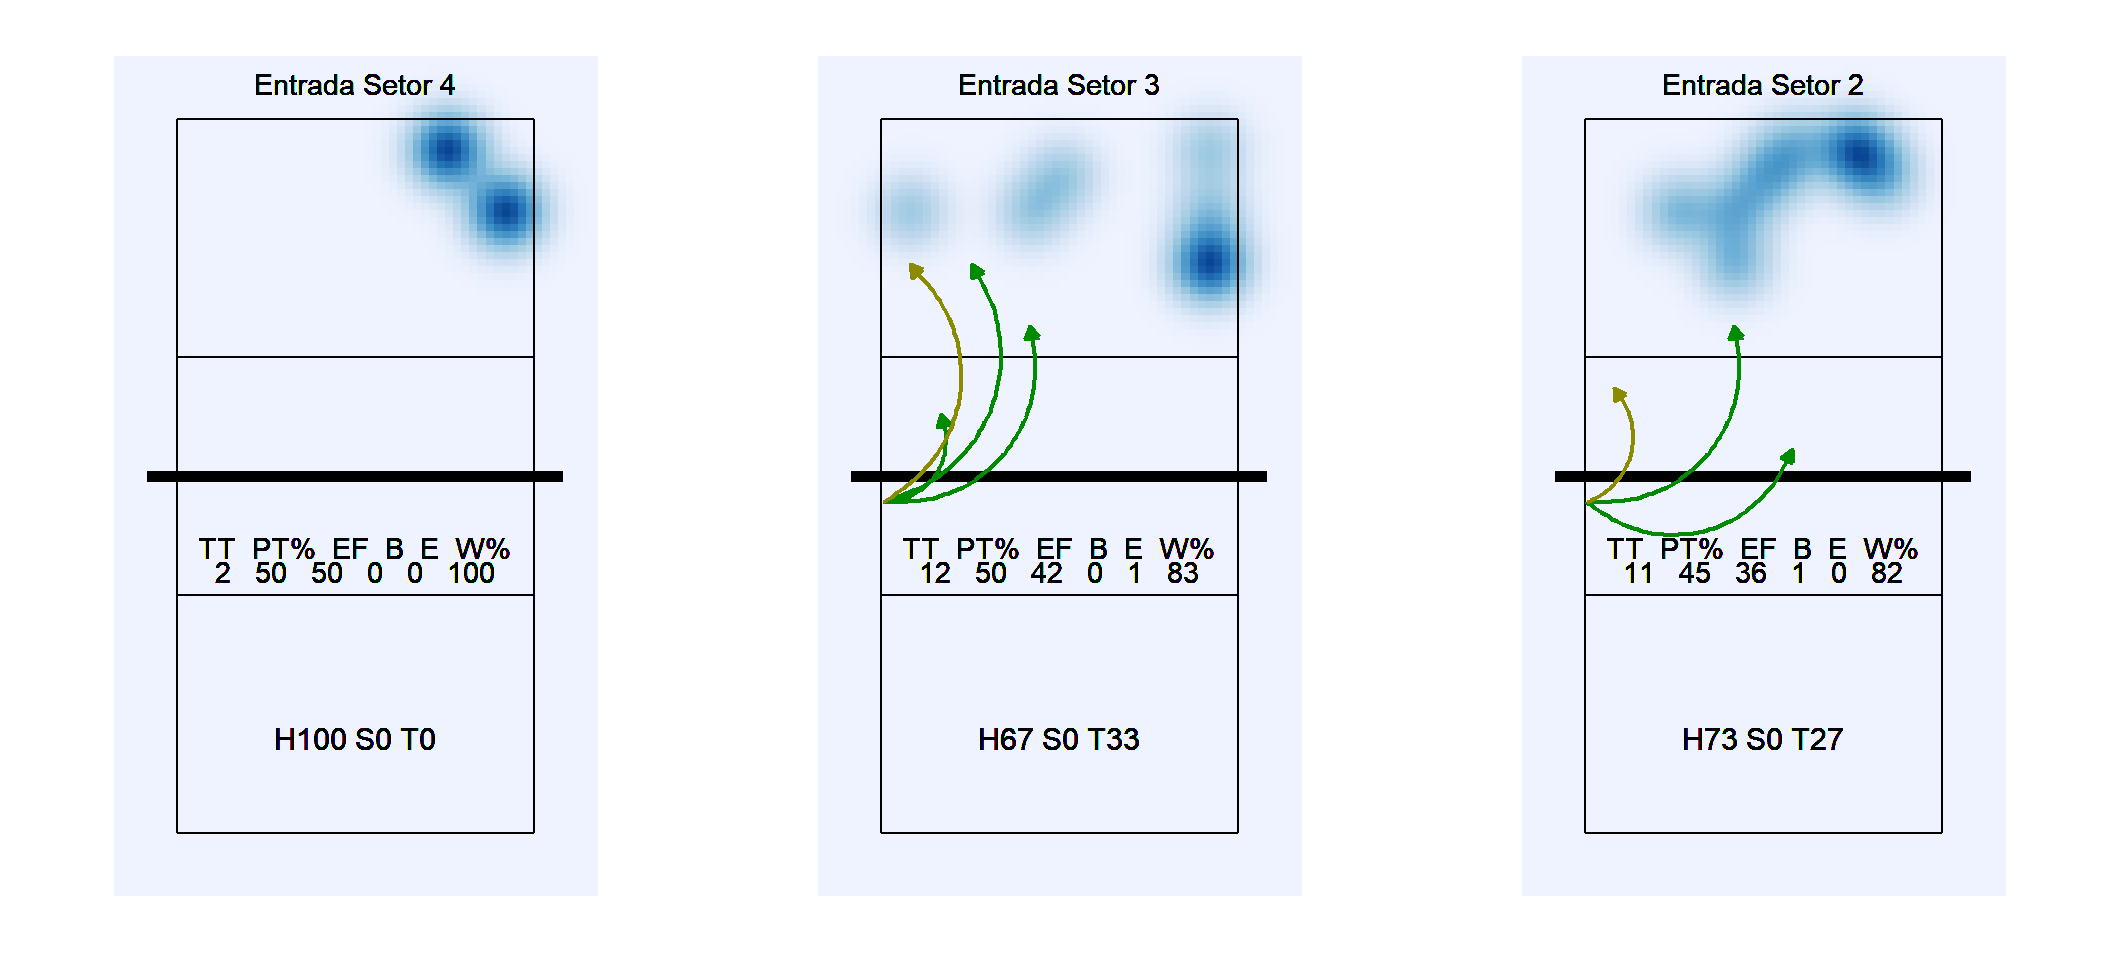 Entrada Setor 4
TT PT% EF B E W%
2 50 50 0 0 100
H100 S0 T0
Entrada Setor 3
TT PT% EF B E W%
12 50 42 0 1 83
H67 S0 T33
Entrada Setor 2
TT PT% EF B E W%
11 45 36 1 0 82
H73 S0 T27